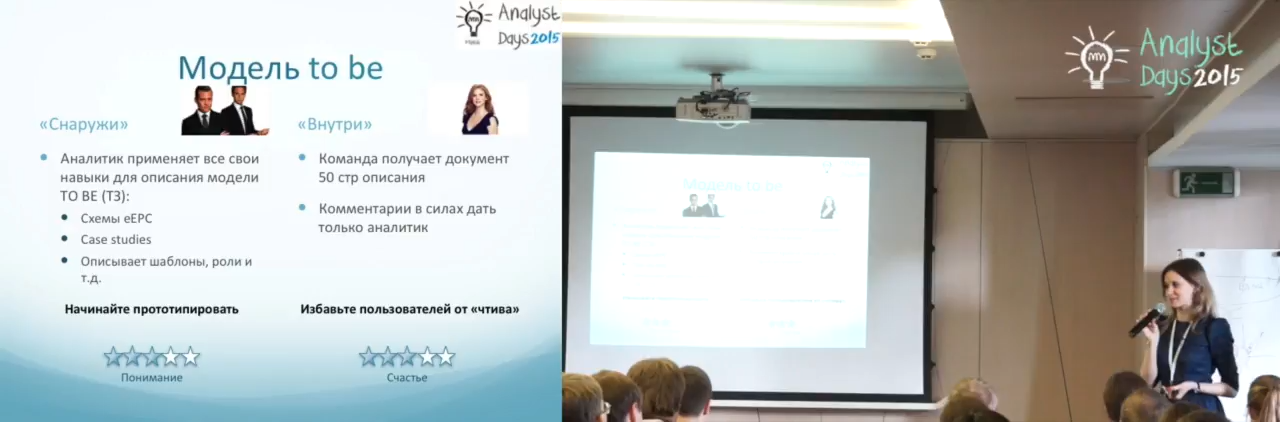 Analyst
Days 2015
Модель to be
«Снаружи»
«Внутри»
Аналитик применяет все свои
навыки для описания модели
TO BE (ТЗ):
Схемы eEPC
Case studies
Описывает шаблоны, роли и
т.д.
Команда получает документ
50 стр описания
Комментарии в силах дать
только аналитик
Начинайте прототипировать
Избавьте пользователей от «чтива»
Понимание
Счастье
Analyst
Days 2015
Модель to be